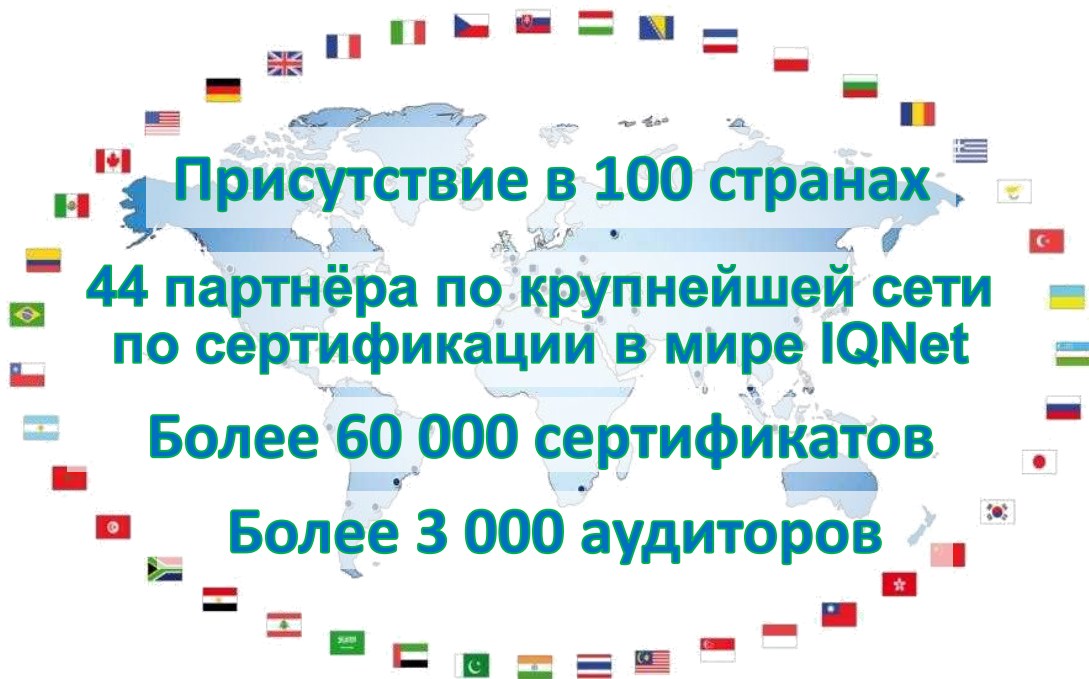 Присутствие в 100 странах
44 партнёра по крупнейшей сети
по сертификации в мире IQNet
Более 60 000 сертификатов
Более 3 000 аудиторов